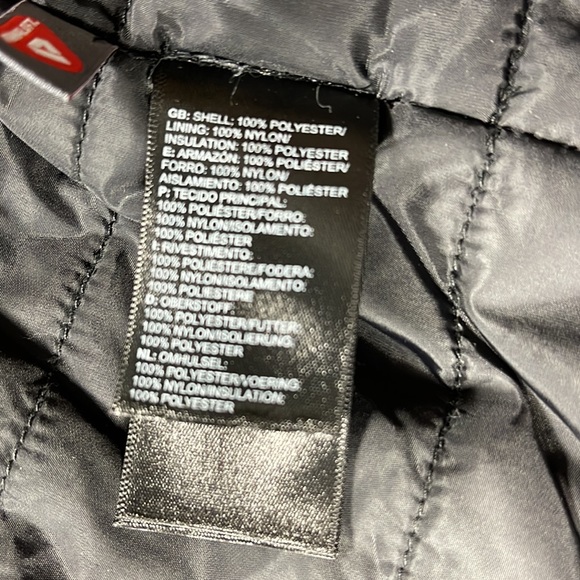 GB: SHELL: 100% POLYESTER/
LINING: 100% NYLON/
INSULATION: 100% POLYESTER
E: ARMAZÓN: 100% POLIÉSTER/
FORRO: 100% NYLON/
AISLAMIENTO: 100% POLIÉSTER
P: TECIDO PRINCIPAL:
100% POLIÉSTER/FORRO:
100% NYLON/ISOLAMENTO:
100% POLIÉSTER
I: RIVESTIMENTO:
100% POLIESTERE/FODERA:
100% NYLON/ISOLAMENTO:
100% POLIESTIRE
D: OBERSTOFF:
100% POLYESTER/FUTTER:
100% NYLON/ISOLIERUNG
100% POLYESTER
NL: OMHULSEL:
100% POLYESTER/VOERING
100% NYLON/INSULATION:
100% POLYESTER